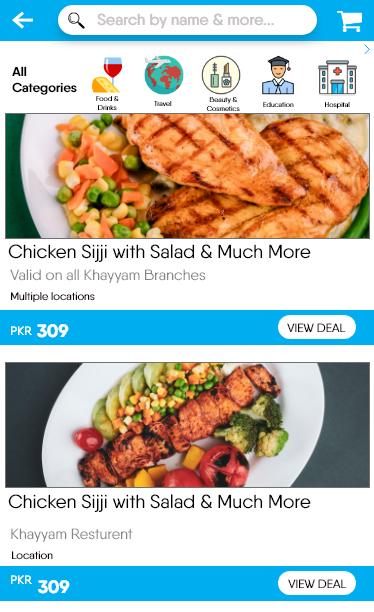 Search by name & more...
All
Categories
Food &
Drinks
Travel
Beauty &
Cosmetics
Education
Hospital
Chicken Sijji with Salad & Much More
Valid on all Khayyam Branches
Multiple locations
PKR 309
VIEW DEAL
Chicken Sijji with Salad & Much More
Khayyam Resturent
Location
PKR 309
VIEW DEAL